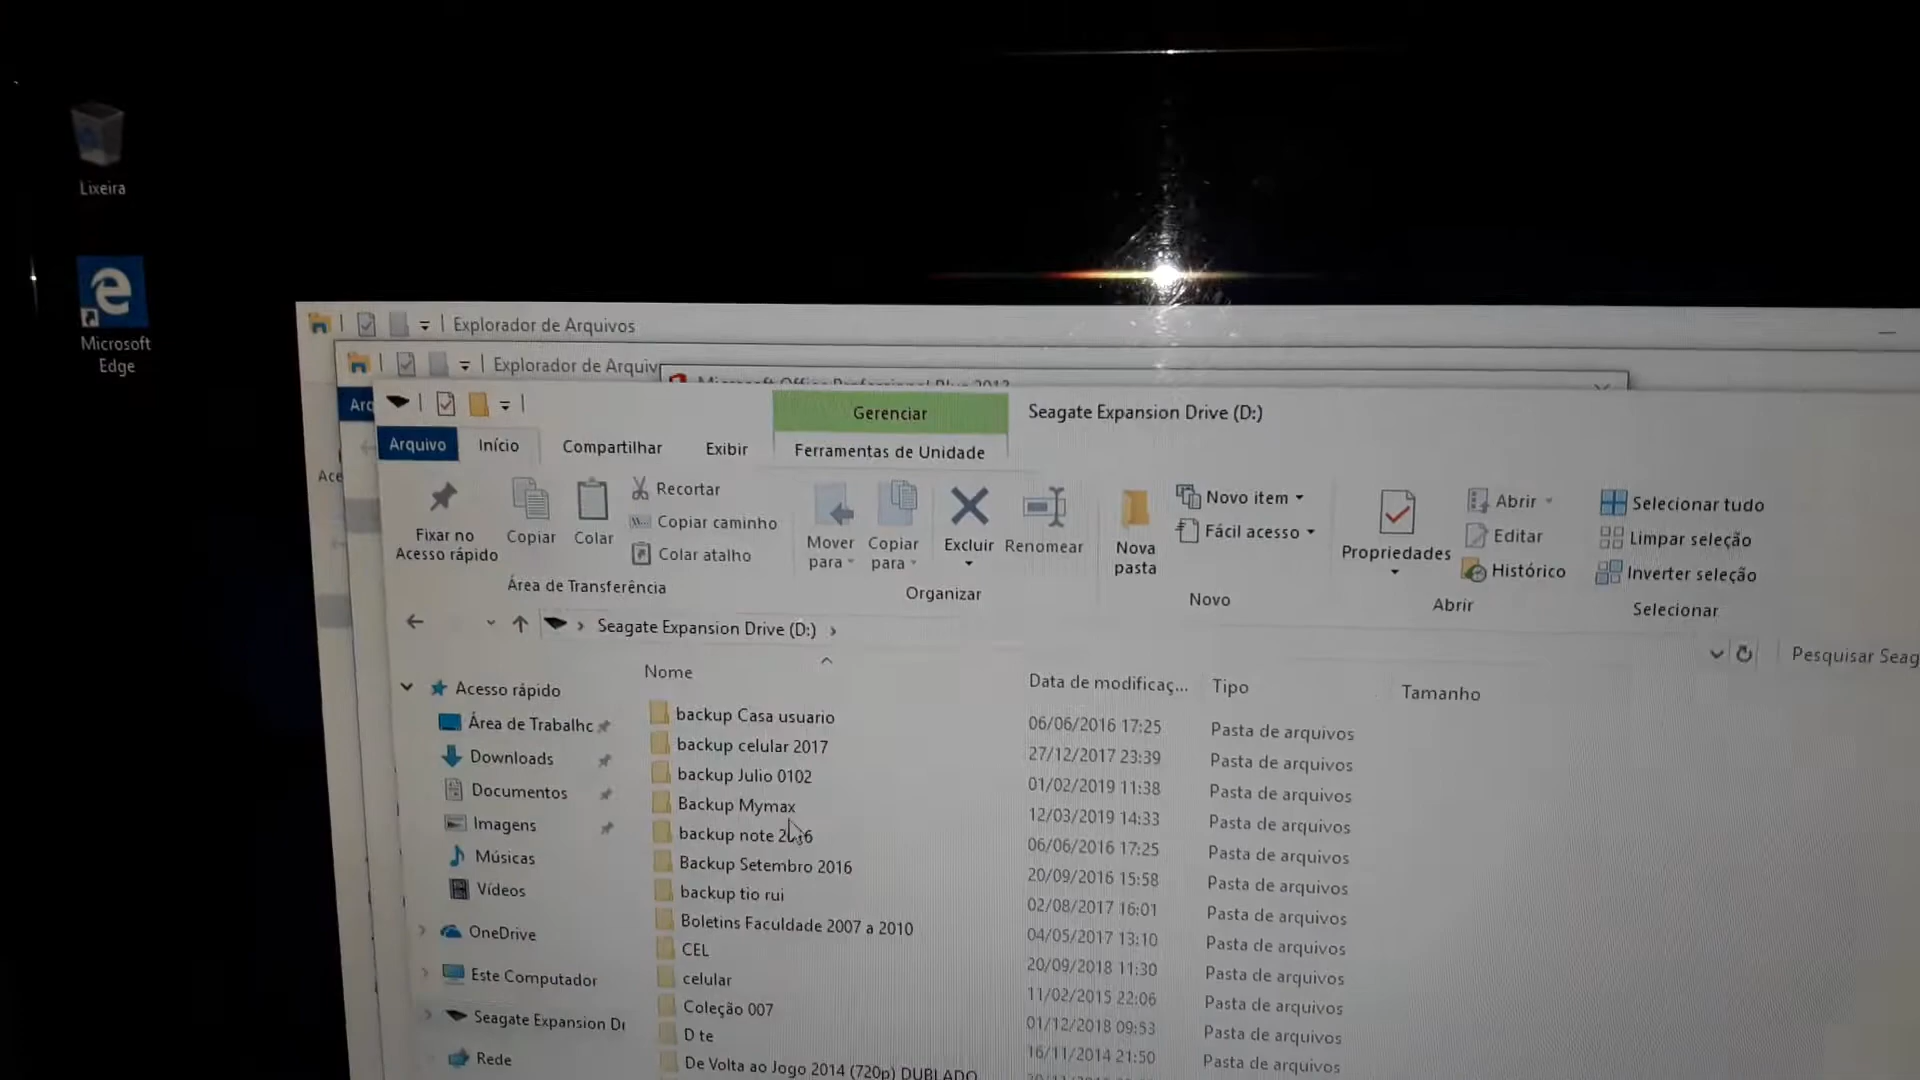 Lixeira
Microsoft
Edge
Explorador de Arquivos
Explorador de Arquiv
Microsoft Office Professional Plus 2013
Arq
Gerenciar
Seagate Expansion Drive (D:)
Arquivo
Início
Compartilhar
Exibir
Ferramentas de Unidade
Ace
Fixar no
Acesso rápido
Copiar
Colar
Recortar
Copiar caminho
Colar atalho
Área de Transferência
Mover
para
Copiar
para
Excluir
Renomear
Organizar
Nova
pasta
Novo item
Fácil acesso
Novo
Propriedades
Abrir
Editar
Histórico
Abrir
Selecionar tudo
Limpar seleção
Inverter seleção
Selecionar
Seagate Expansion Drive (D:)
Pesquisar Seag
Acesso rápido
Área de Trabalho
Downloads
Documentos
Imagens
Músicas
Vídeos
OneDrive
Este Computador
Seagate Expansion Dr
Rede
Nome Data de modificaç... Tipo Tamanho
backup Casa usuario 06/06/2016 17:25 Pasta de arquivos
backup celular 2017 27/12/2017 23:39 Pasta de arquivos
backup Julio 0102 01/02/2019 11:38 Pasta de arquivos
Backup Mymax 12/03/2019 14:33 Pasta de arquivos
backup note 2016 06/06/2016 17:25 Pasta de arquivos
Backup Setembro 2016 20/09/2016 15:58 Pasta de arquivos
backup tio rui 02/08/2017 16:01 Pasta de arquivos
Boletins Faculdade 2007 a 2010 04/05/2017 13:10 Pasta de arquivos
CEL 20/09/2018 11:30 Pasta de arquivos
celular 11/02/2015 22:06 Pasta de arquivos
Coleção 007 01/12/2018 09:53 Pasta de arquivos
D te 16/11/2014 21:50 Pasta de arquivos
De Volta ao Jogo 2014 (720p) DUBLADO